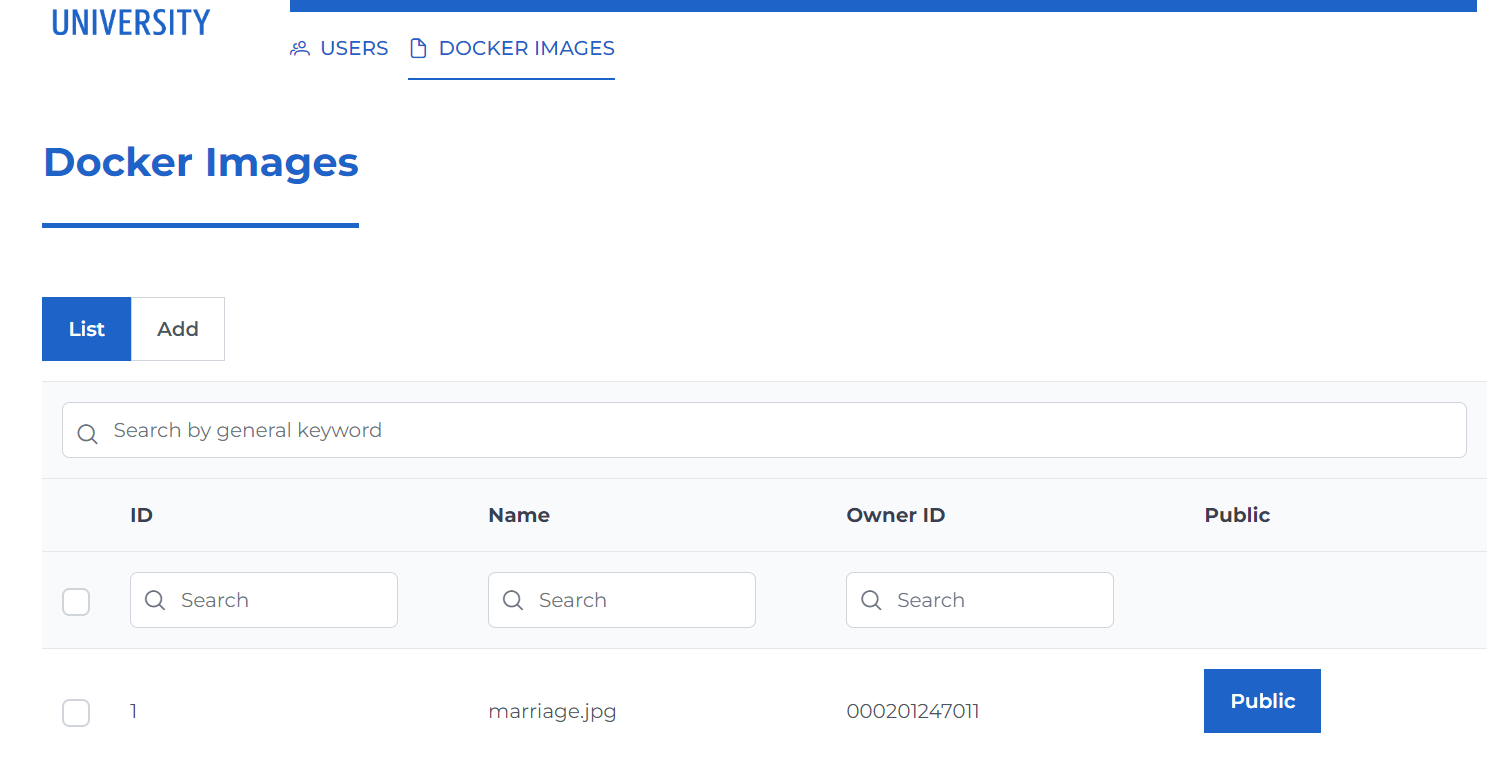 UNIVERSITY
USERS DOCKER IMAGES
Docker Images
List Add
Search by general keyword
ID Name Owner ID Public
Search Search Search
1 marriage.jpg 000201247011 Public